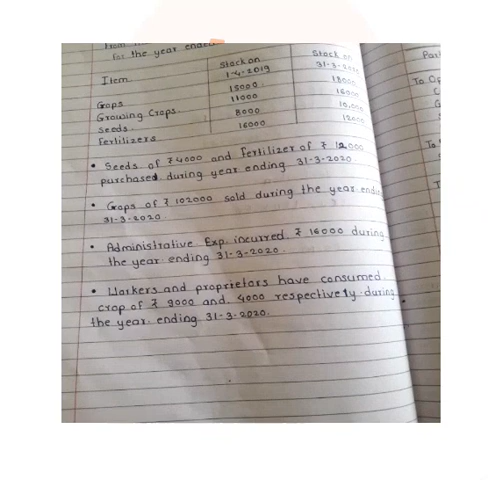 for the year ended
Item Stock on Stock on
1-4-2019 31-3-
Crops 15000 18000
Growing Crops 11000 16000
Seeds 8000 10,000
Fertilizers 16000 12000
• Seeds of ₹4000 and fertilizer of ₹ 12000
purchased during year ending 31-3-2020
• Crops of ₹ 102000 sold during the year
31-3-2020
• Administrative Exp. incurred ₹ 16000 during
the year ending 31-3-2020.
• Workers and proprietors have consumed
crop of ₹ 9000 and 4000 respectively during
the year ending 31-3-2020.
To
To